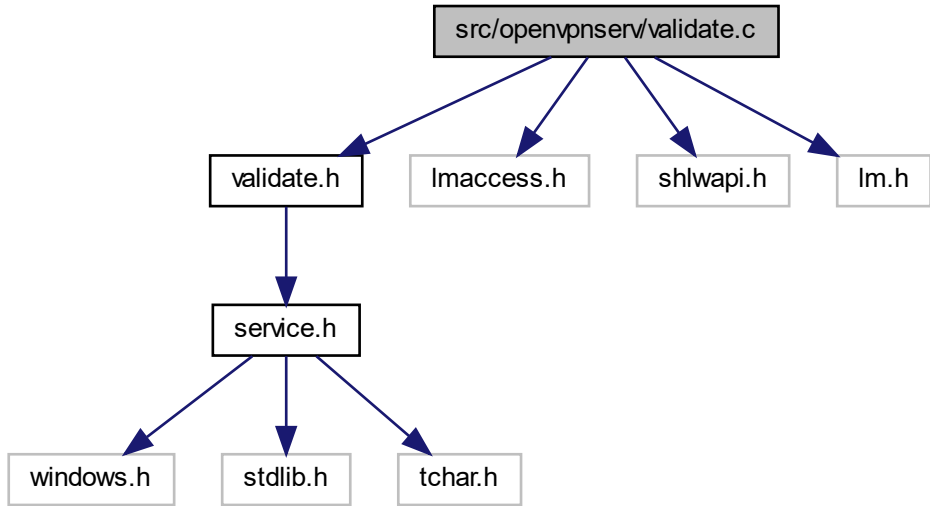 src/openvpnserv/validate.c
validate.h
lmaccess.h
shlwapi.h
lm.h
service.h
windows.h
stdlib.h
tchar.h